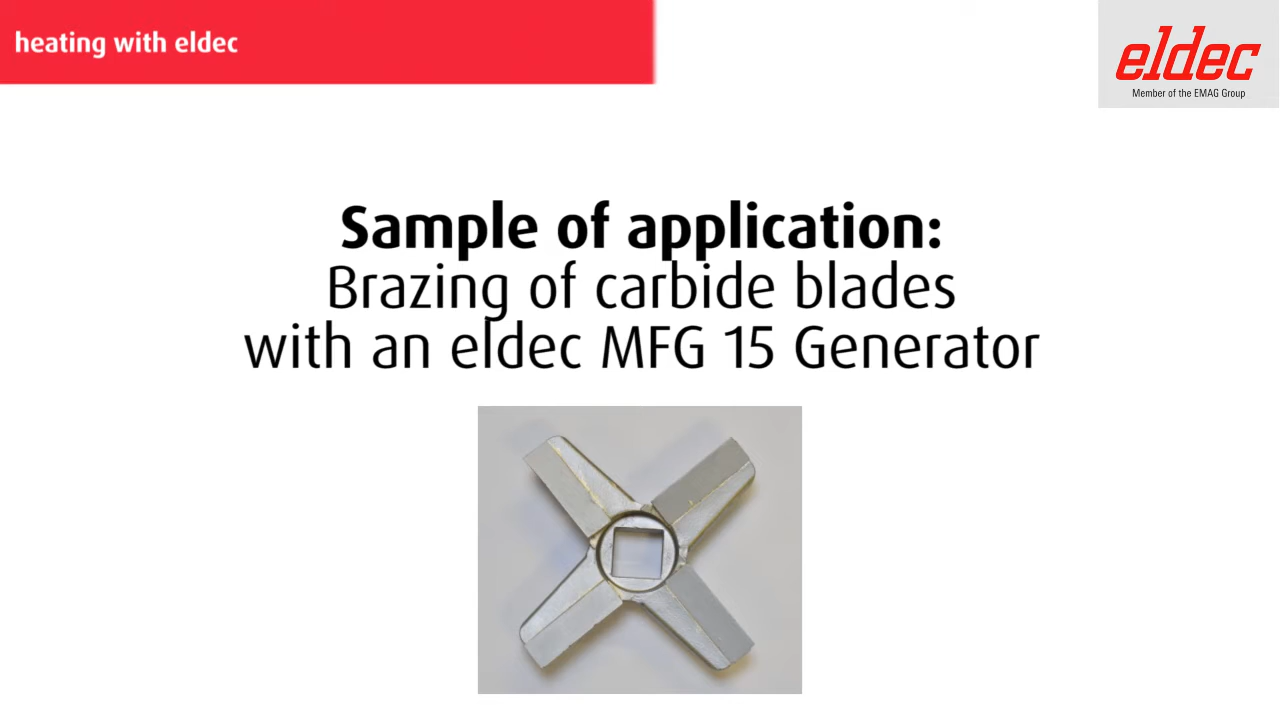 heating with eldec
eldec
Member of the EMAG Group
Sample of application:
Brazing of carbide blades
with an eldec MFG 15 Generator